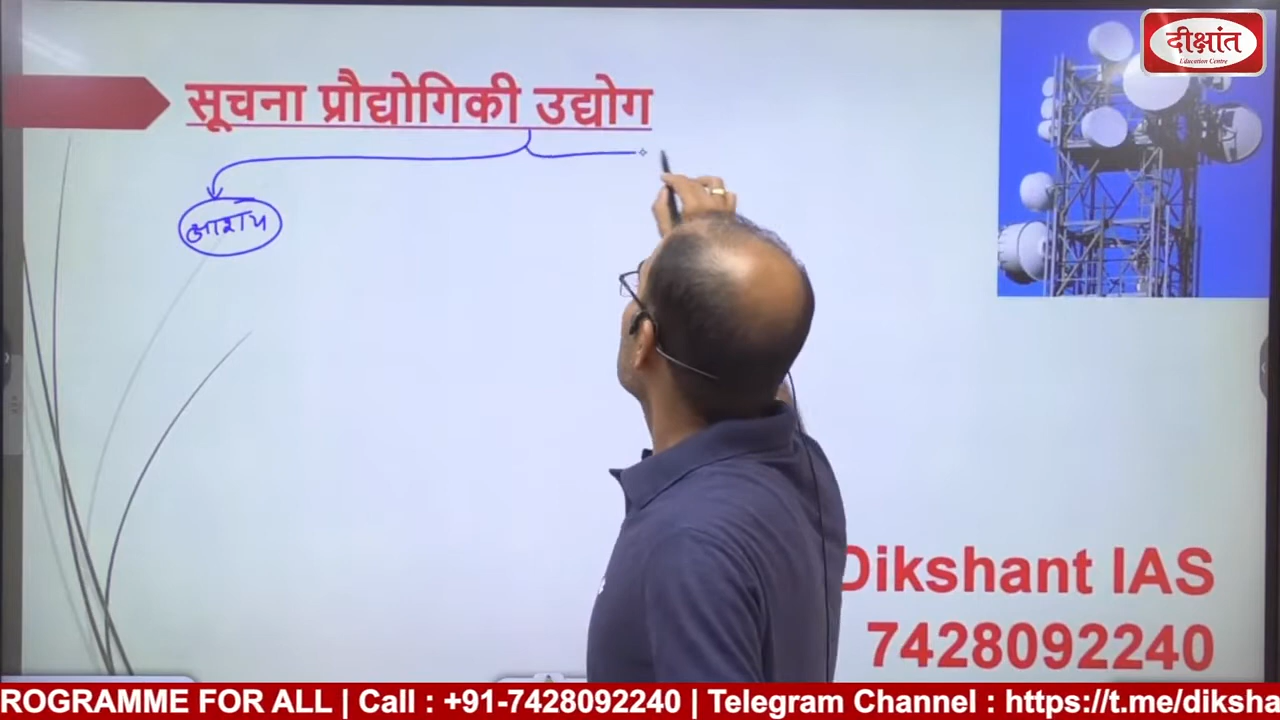 दीक्षांत
Education Centre
सूचना प्रौद्योगिकी उद्योग
आशय
Dikshant IAS
7428092240
ROGRAMME FOR ALL | Call : +91-7428092240 | Telegram Channel : https://t.me/diksha